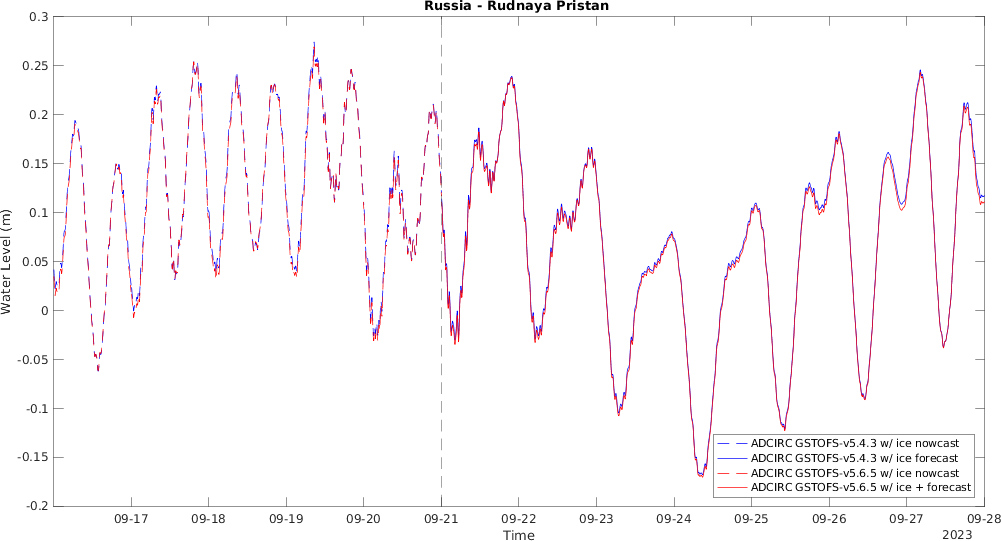 Russia - Rudnaya Pristan
Water Level (m)
0.3
0.25
0.2
0.15
0.1
0.05
0
-0.05
-0.1
-0.15
-0.2
ADCIRC GSTOFS-v5.4.3 w/ ice nowcast
ADCIRC GSTOFS-v5.4.3 w/ ice forecast
ADCIRC GSTOFS-v5.6.5 w/ ice nowcast
ADCIRC GSTOFS-v5.6.5 w/ ice + forecast
09-17 09-18 09-19 09-20 09-21 09-22 09-23 09-24 09-25 09-26 09-27 09-28
Time
2023